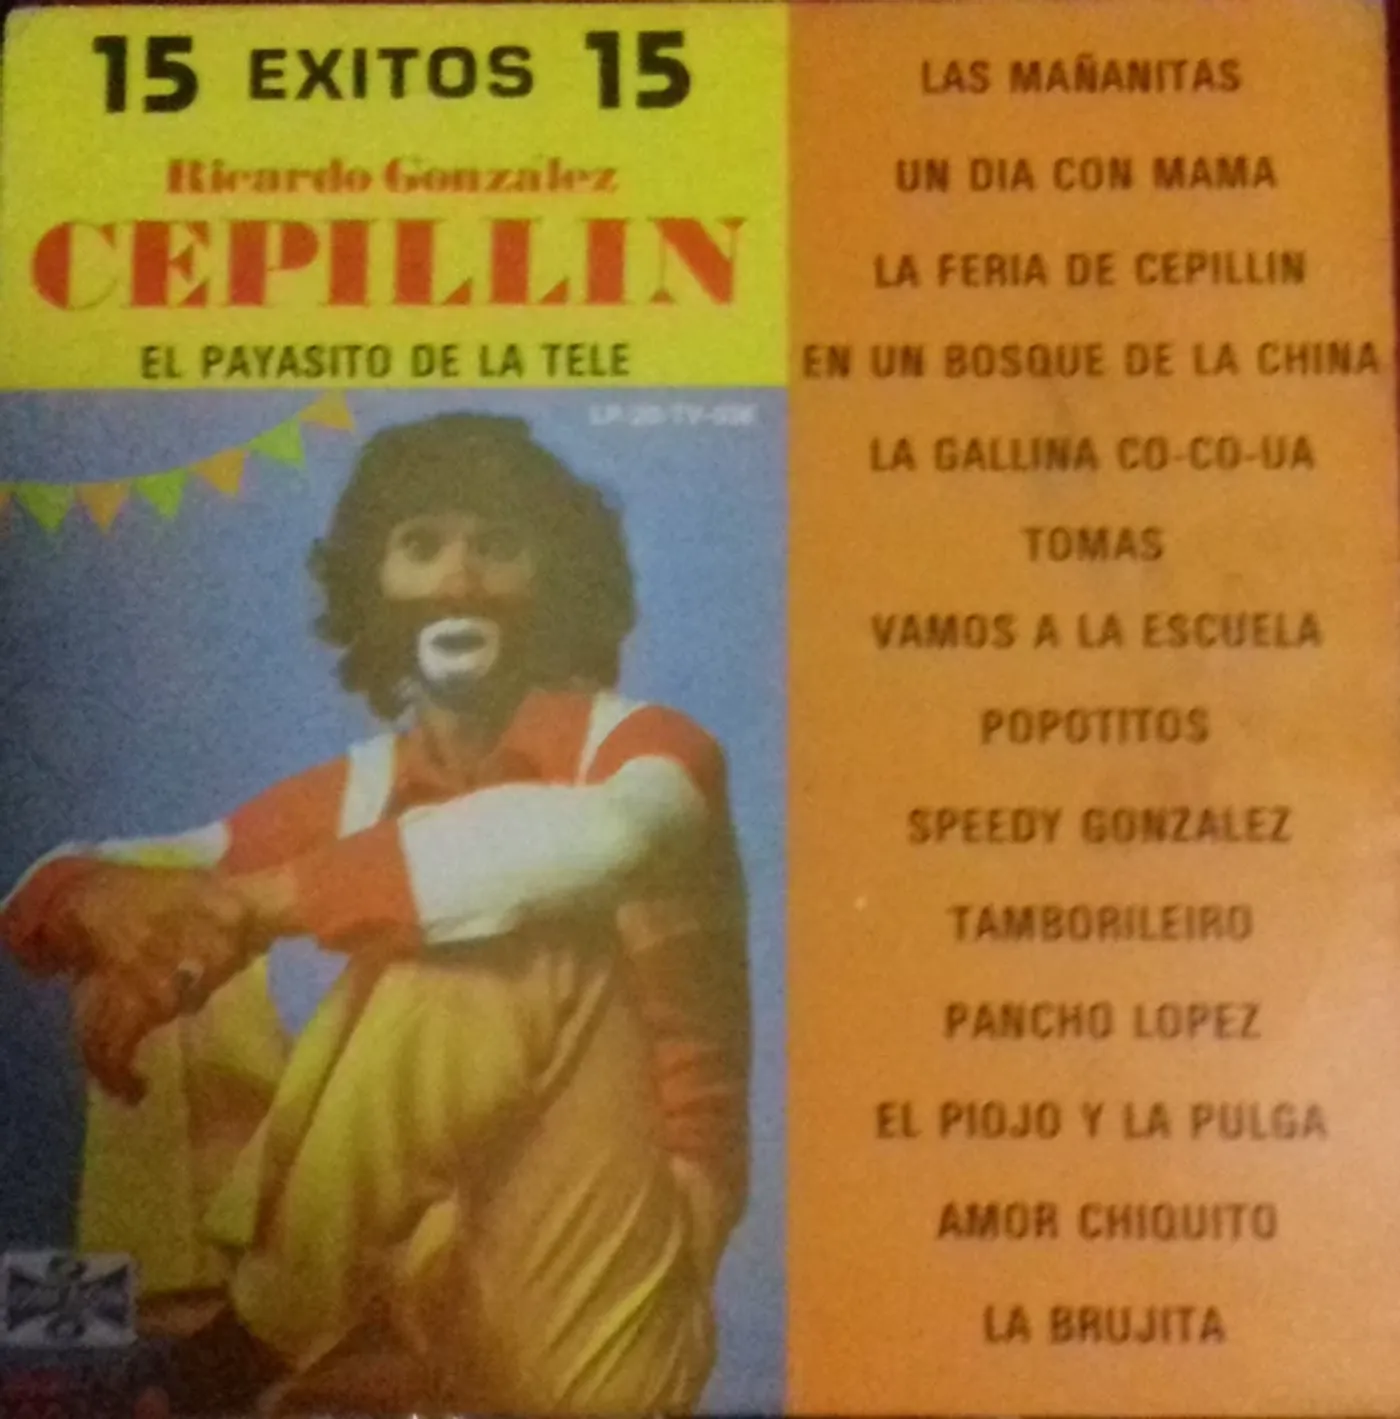 15 EXITOS 15
Ricardo González
CEPILLIN
EL PAYASITO DE LA TELE
LAS MAÑANITAS
UN DIA CON MAMA
LA FERIA DE CEPILLIN
EN UN BOSQUE DE LA CHINA
LA GALLINA CO-CO-UA
TOMAS
VAMOS A LA ESCUELA
POPOTITOS
SPEEDY GONZALEZ
TAMBORILEIRO
PANCHO LOPEZ
EL PIOJO Y LA PULGA
AMOR CHIQUITO
LA BRUJITA